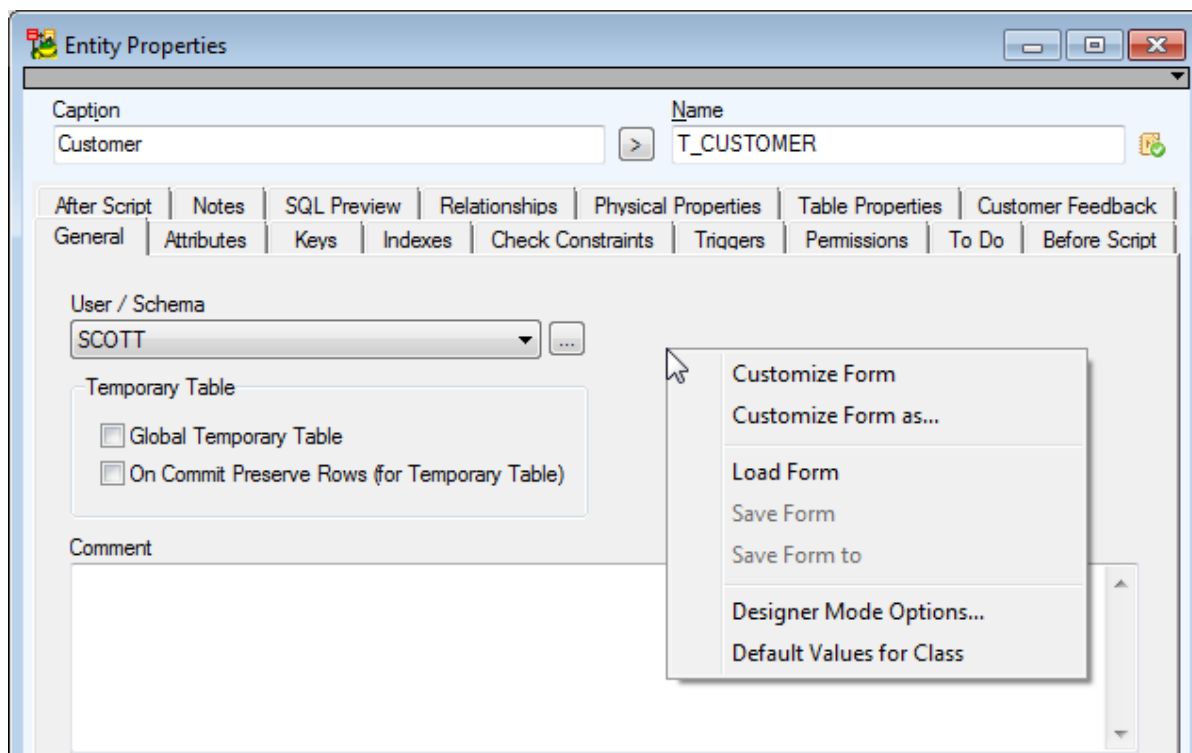 Entity Properties
Caption
Name
Customer
>
T_CUSTOMER
After Script
Notes
SQL Preview
Relationships
Physical Properties
Table Properties
Customer Feedback
General
Attributes
Keys
Indexes
Check Constraints
Triggers
Permissions
To Do
Before Script
User / Schema
SCOTT
...
Temporary Table
Global Temporary Table
On Commit Preserve Rows (for Temporary Table)
Comment
Customize Form
Customize Form as...
Load Form
Save Form
Save Form to
Designer Mode Options...
Default Values for Class